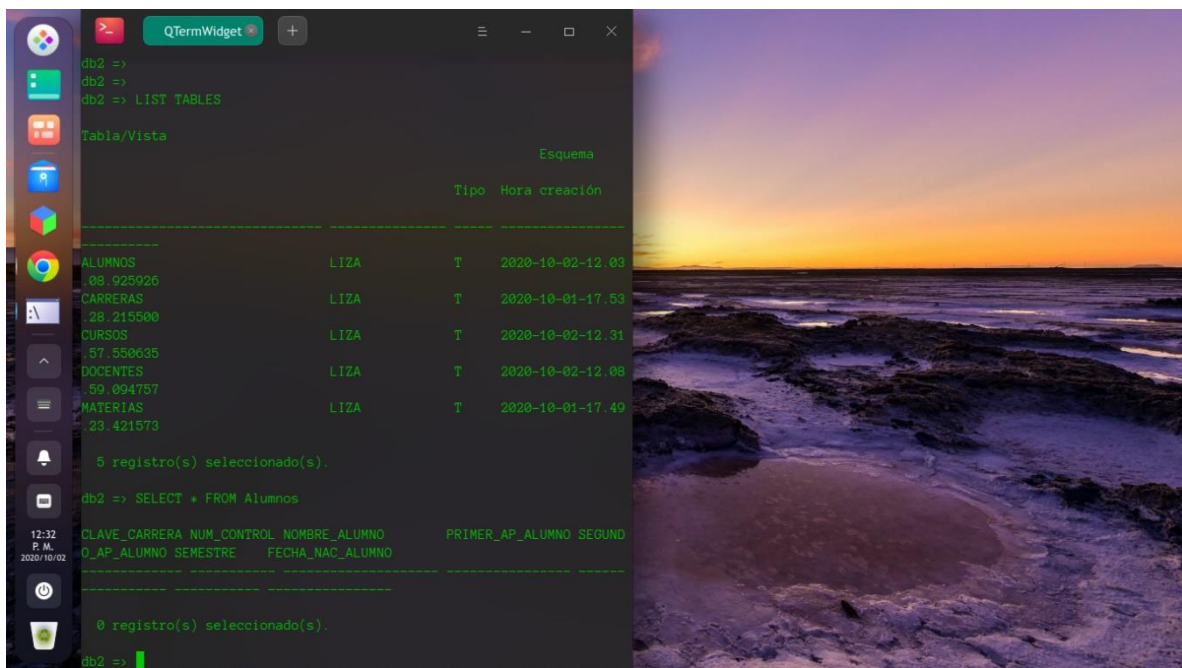 >_ QTermWidget
db2 =>
db2 =>
db2 => LIST TABLES
Tabla/Vista
Esquema
Tipo Hora creación
------------------------------- --------------- ----- ----------------
----------
ALUMNOS LIZA T 2020-10-02-12.03
.08.925926
CARRERAS LIZA T 2020-10-01-17.53
.28.215500
CURSOS LIZA T 2020-10-02-12.31
.57.550635
DOCENTES LIZA T 2020-10-02-12.08
.59.094757
MATERIAS LIZA T 2020-10-01-17.49
.23.421573
5 registro(s) seleccionado(s).
db2 => SELECT * FROM Alumnos
CLAVE_CARRERA NUM_CONTROL NOMBRE_ALUMNO PRIMER_AP_ALUMNO SEGUND
O_AP_ALUMNO SEMESTRE FECHA_NAC_ALUMNO
------------- ----------- -------------------- ---------------- ------
----------- ----------- ----------------
0 registro(s) seleccionado(s).
db2 =>
:\
12:32
P. M.
2020/10/02